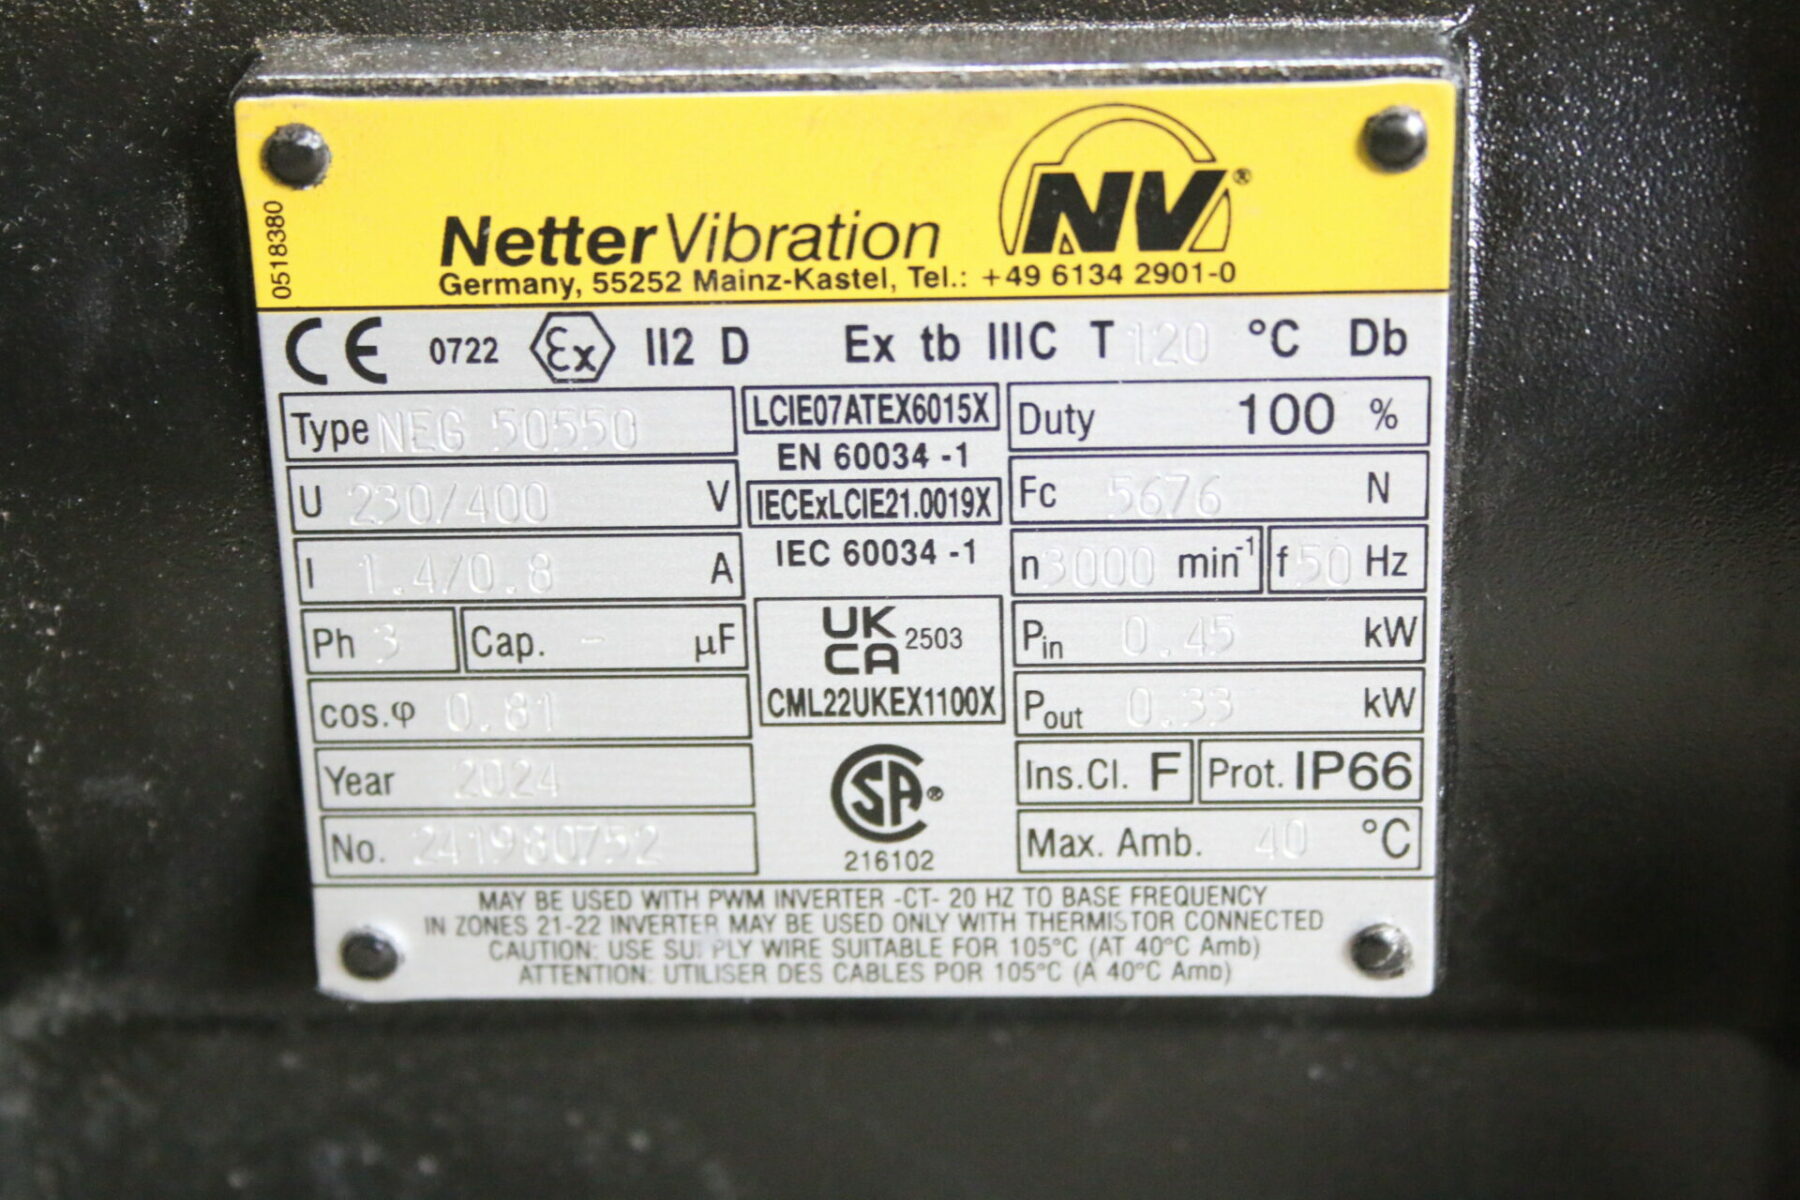 0518380
NetterVibration NV®
Germany, 55252 Mainz-Kastel, Tel.: +49 6134 2901-0
CE 0722 Ex II2 D Ex tb IIIC T 120 °C Db
Type NEG 50550
LCIE07ATEX6015X
Duty 100 %
EN 60034 -1
U 230/400 V
IECExLCIE21.0019X
Fc 5676 N
I 1.4/0.8 A
IEC 60034 -1
n 3000 min-1 f 50 Hz
Ph 3 Cap. - µF
UK CA 2503
Pin 0.45 kW
cos.φ 0.81
CML22UKEX1100X
Pout 0.33 kW
Year 2024
SA®
Ins.Cl. F Prot. IP66
No. 241980752
216102
Max. Amb. 40 °C
MAY BE USED WITH PWM INVERTER -CT- 20 HZ TO BASE FREQUENCY
IN ZONES 21-22 INVERTER MAY BE USED ONLY WITH THERMISTOR CONNECTED
CAUTION: USE SUPPLY WIRE SUITABLE FOR 105°C (AT 40°C Amb)
ATTENTION: UTILISER DES CABLES POR 105°C (A 40°C Amb)